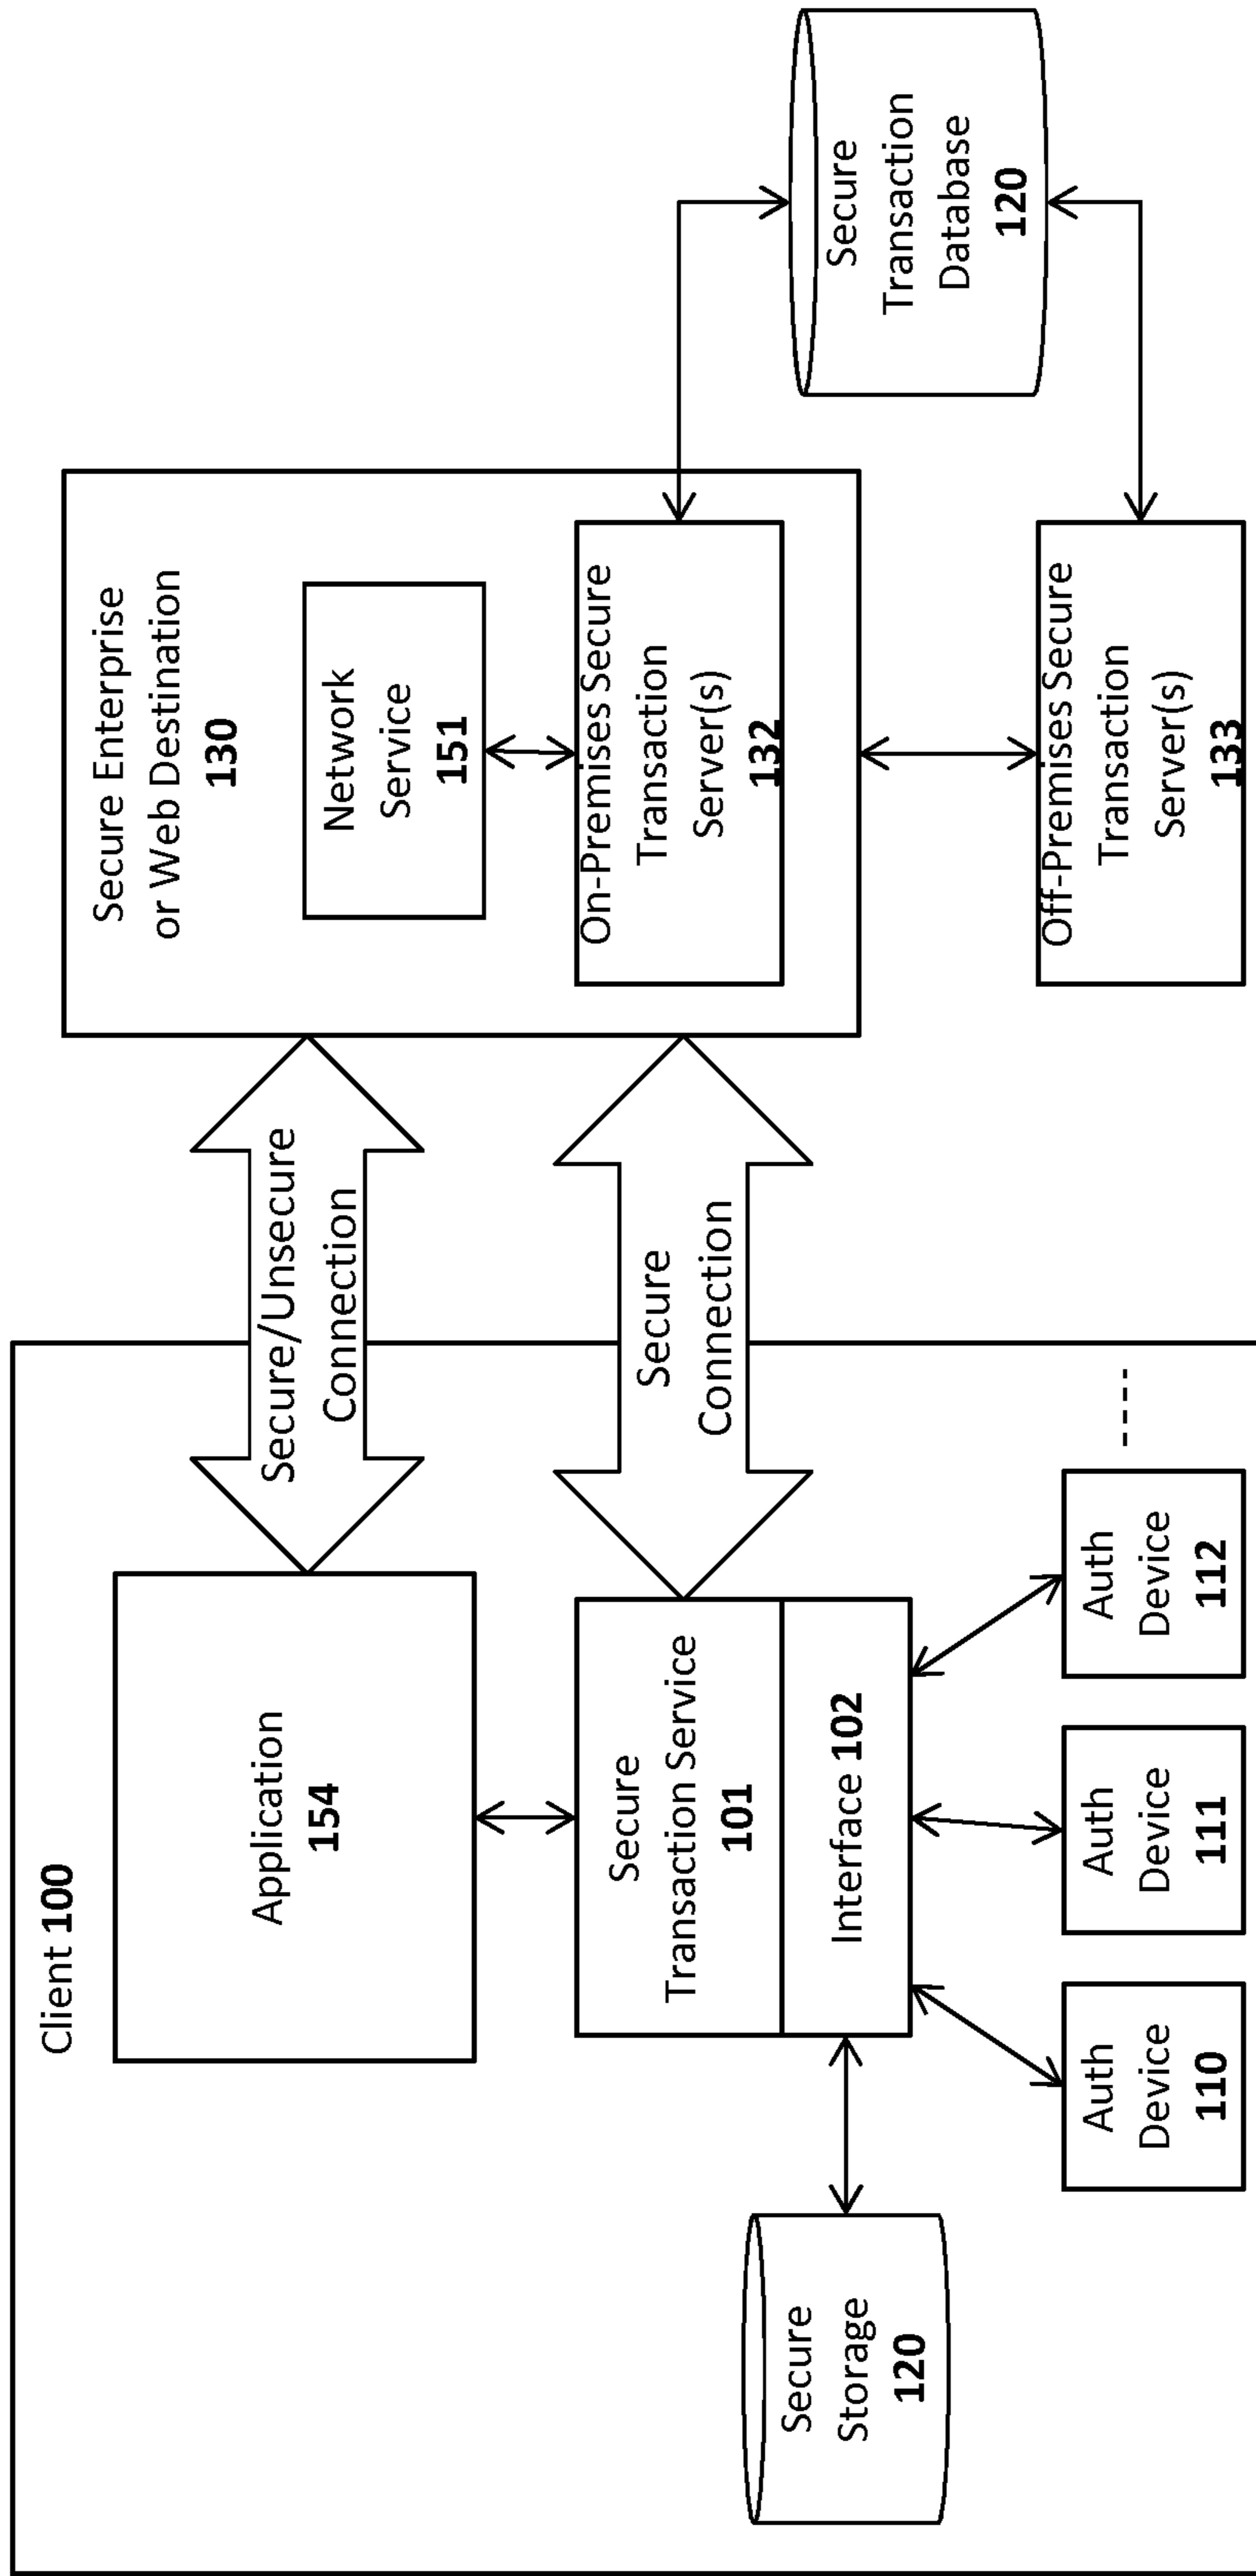 Client 100
Application
154
Secure
Transaction Service
101
Interface 102
Secure
Storage
120
Auth
Device
110
Auth
Device
111
Auth
Device
112
Secure/Unsecure
Connection
Secure
Connection
Secure Enterprise
or Web Destination
130
Network
Service
151
On-Premises Secure
Transaction
Server(s)
132
Off-Premises Secure
Transaction
Server(s)
133
Secure
Transaction
Database
120